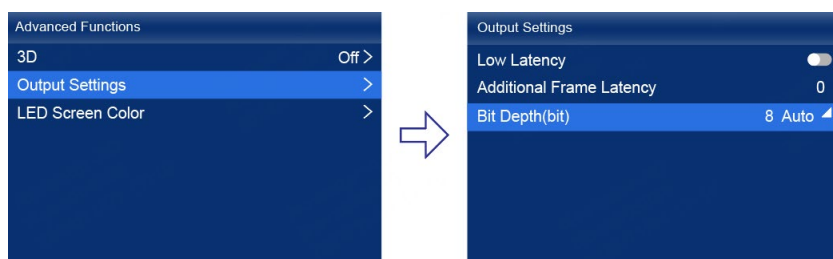 Advanced Functions
3D Off >
Output Settings >
LED Screen Color >
Output Settings
Low Latency
Additional Frame Latency 0
Bit Depth(bit) 8 Auto